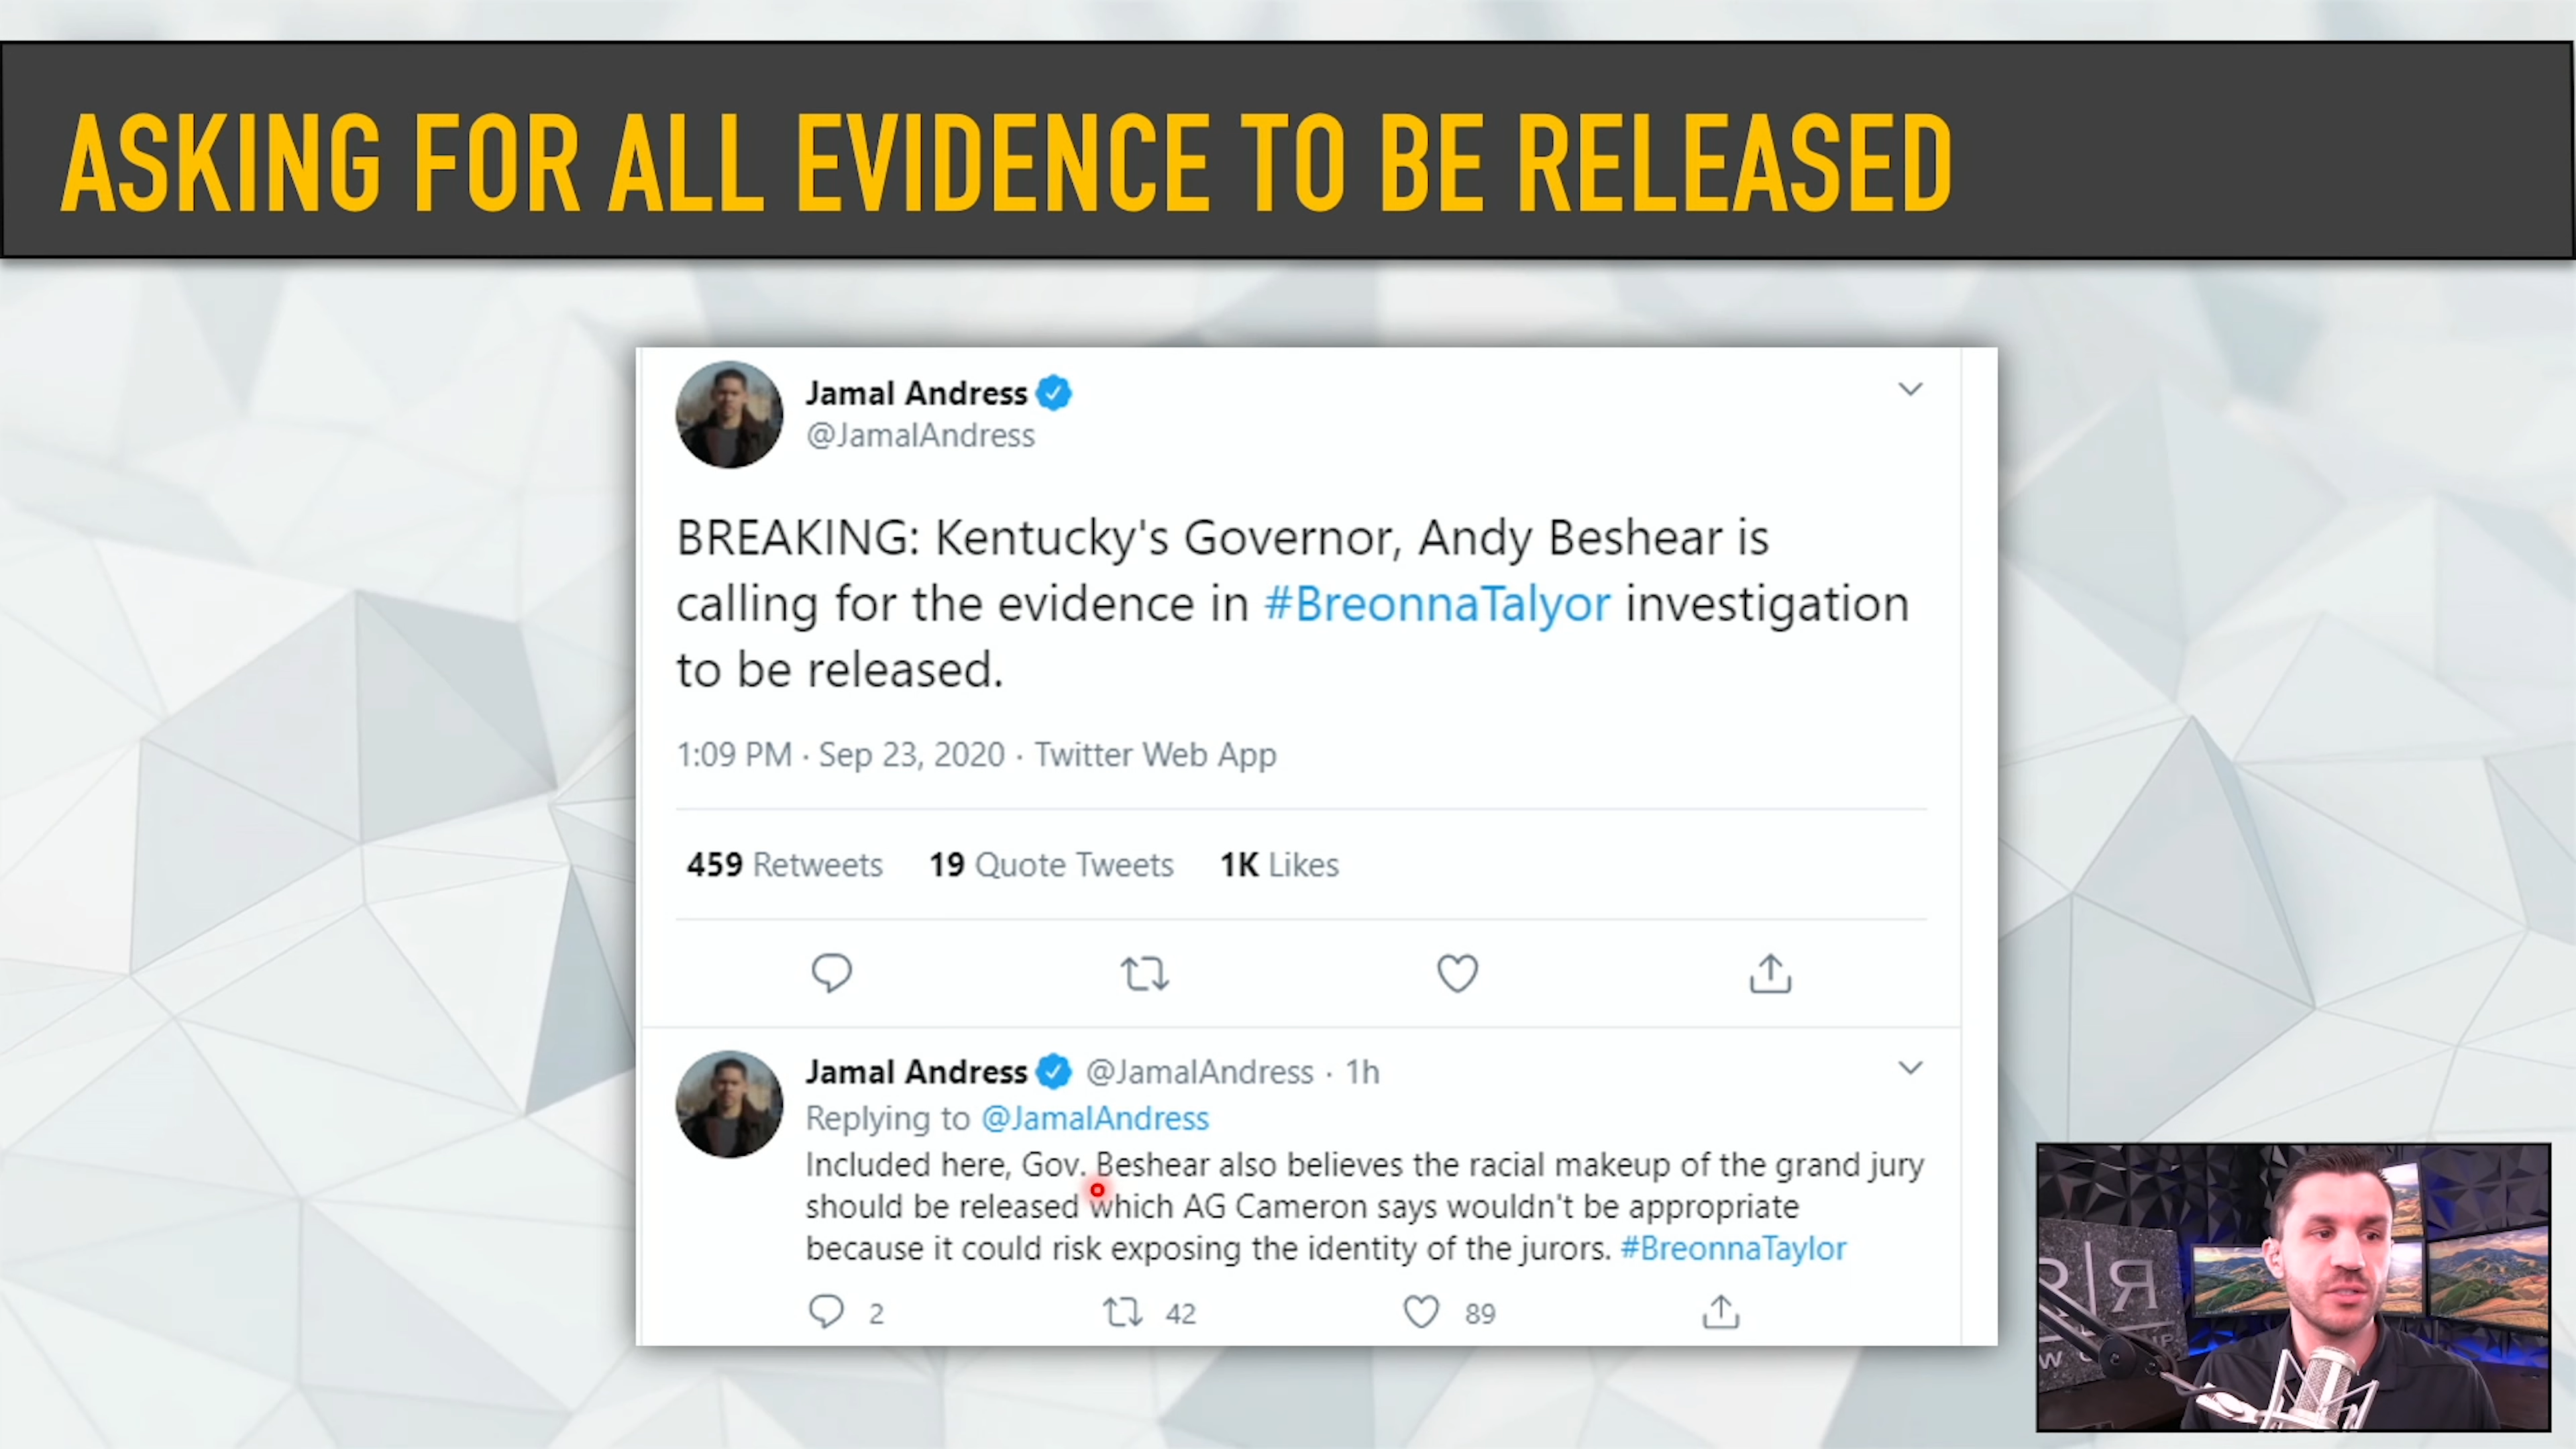 ASKING FOR ALL EVIDENCE TO BE RELEASED
Jamal Andress
@JamalAndress
BREAKING: Kentucky's Governor, Andy Beshear is
calling for the evidence in #BreonnaTalyor investigation
to be released.
1:09 PM · Sep 23, 2020 · Twitter Web App
459 Retweets 19 Quote Tweets 1K Likes
Jamal Andress @JamalAndress · 1h
Replying to @JamalAndress
Included here, Gov. Beshear also believes the racial makeup of the grand jury
should be released which AG Cameron says wouldn't be appropriate
because it could risk exposing the identity of the jurors. #BreonnaTaylor
2 42 89